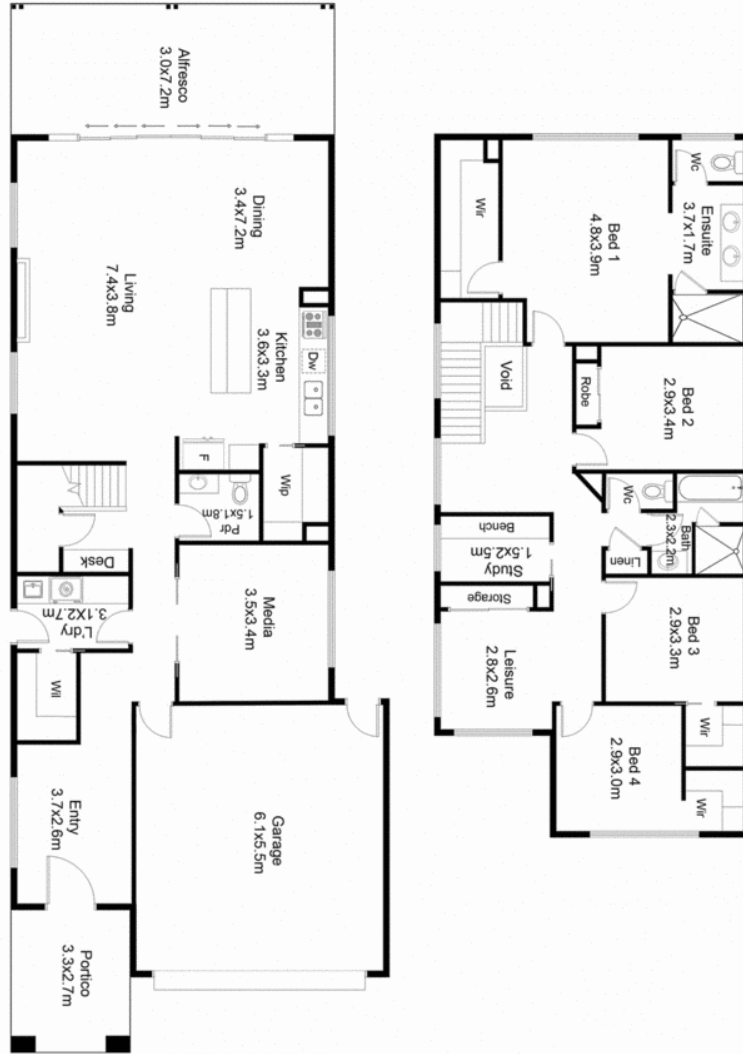 Alfresco
3.0x7.2m
Dining
3.4x7.2m
Living
7.4x3.8m
Kitchen
3.6x3.3m
Dw
F
Wip
Pdr
1.5x1.8m
Desk
L'dry
3.1X2.7m
Wil
Media
3.5x3.4m
Entry
3.7x2.6m
Garage
6.1x5.5m
Portico
3.3x2.7m
Wir
Bed 1
4.8x3.9m
Wc
Ensuite
3.7x1.7m
Void
Robe
Bed 2
2.9x3.4m
Wc
Bath
2.3x2.2m
Linen
Bench
Study
1.5x2.5m
Storage
Leisure
2.8x2.6m
Bed 3
2.9x3.3m
Wir
Bed 4
2.9x3.0m
Wir